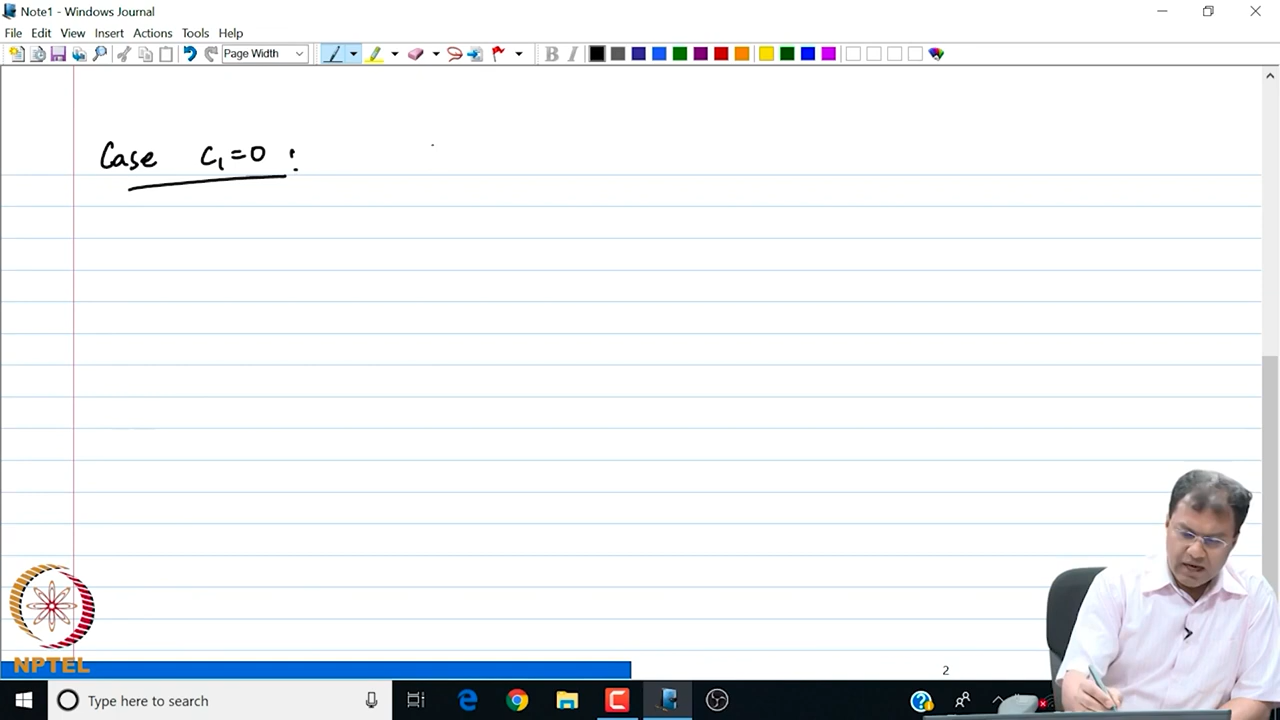 Note1 - Windows Journal
File Edit View Insert Actions Tools Help
Page Width
B I
Case C₁=0 :
NPTEL
2
Type here to search